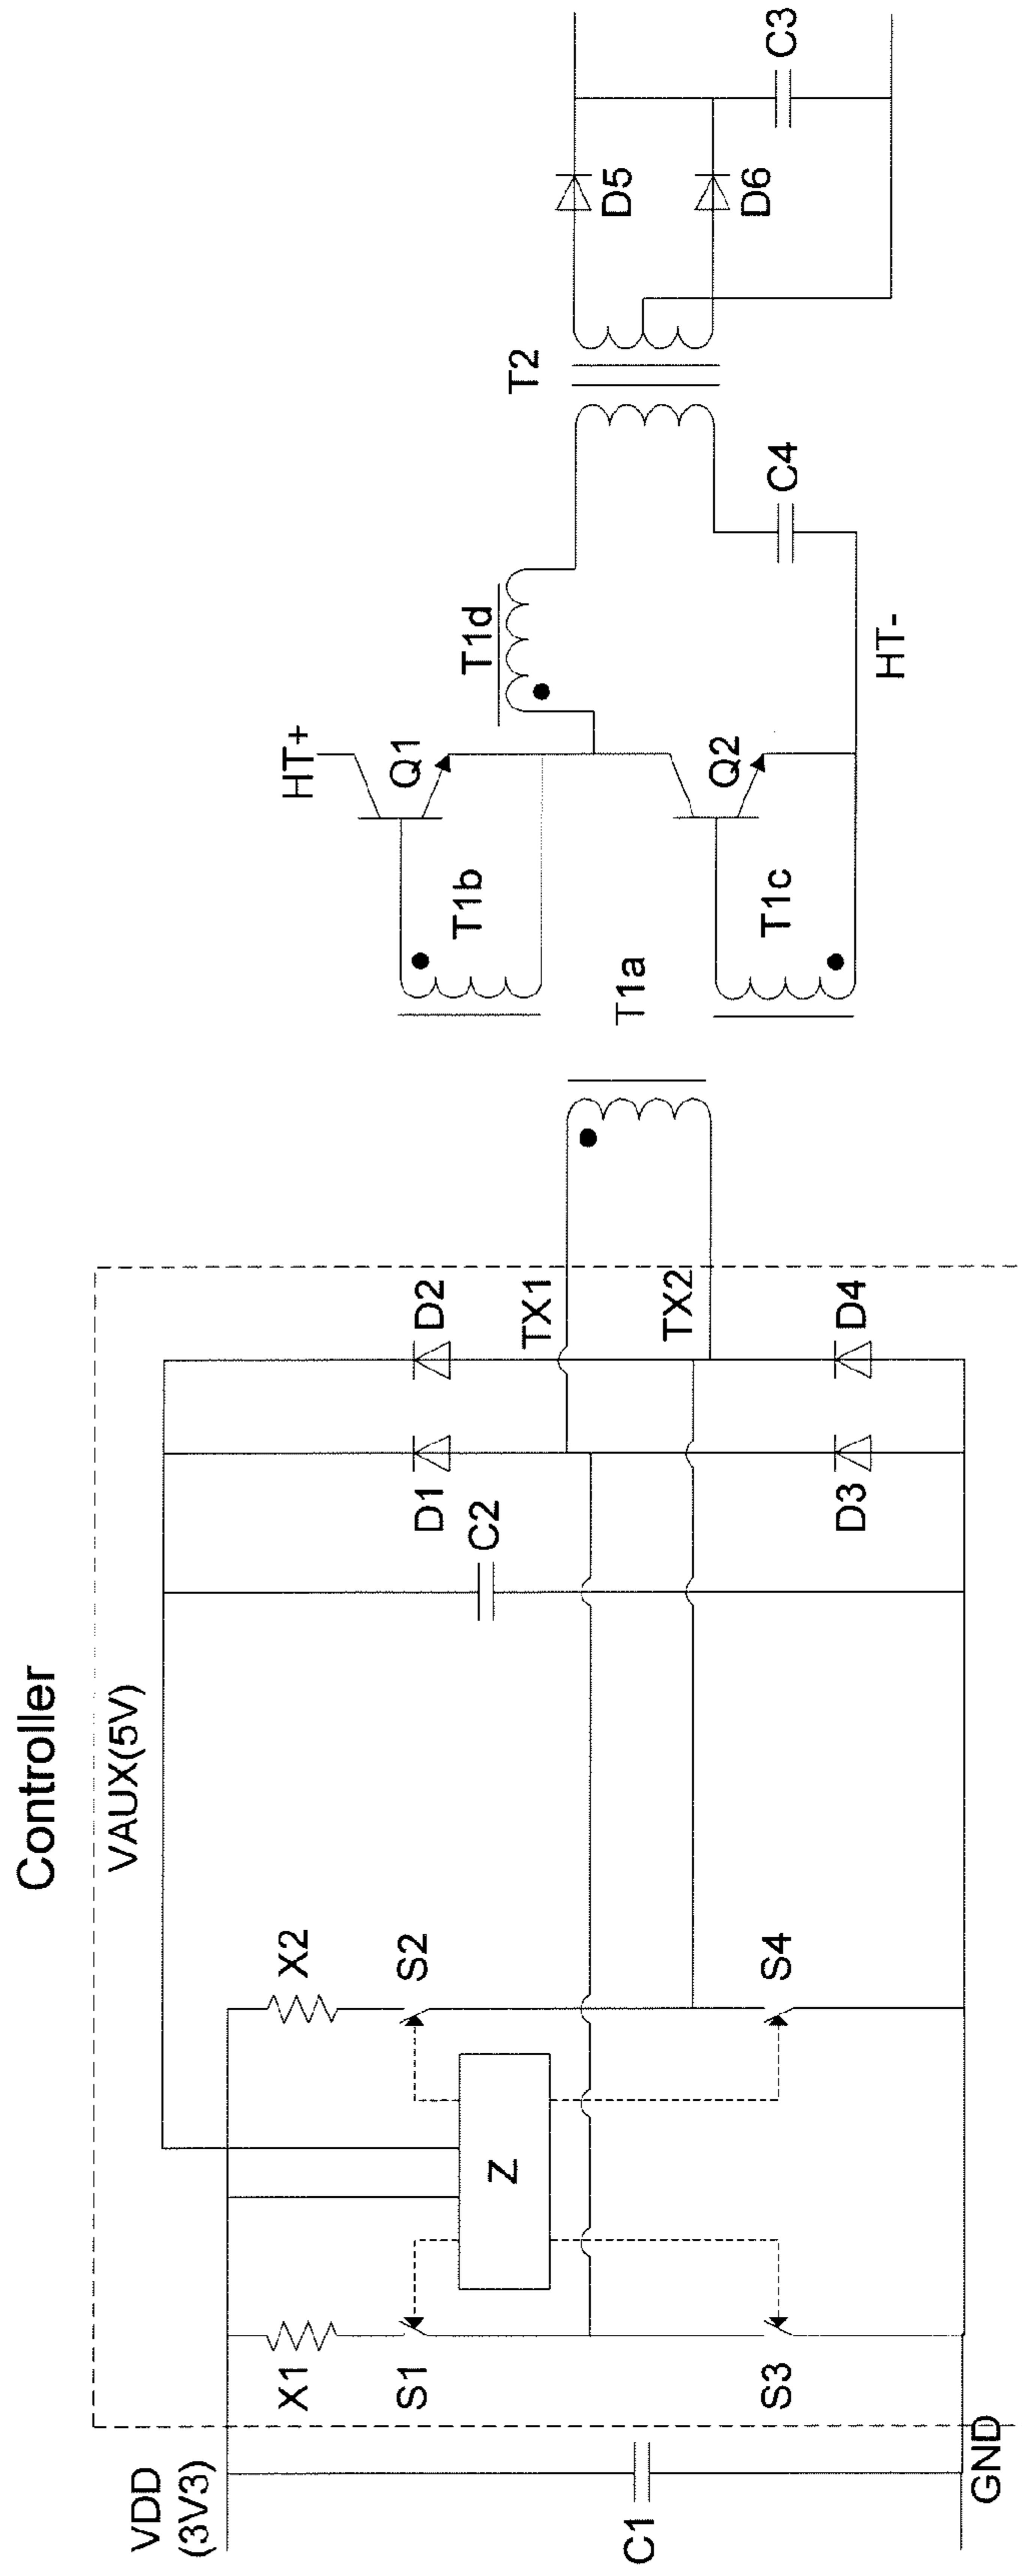 Controller
VDD
(3V3)
C1
GND
VAUX(5V)
X1
S1
S3
Z
X2
S2
S4
C2
D1
D2
D3
D4
TX1
TX2
T1a
T1b
T1c
HT+
Q1
Q2
T1d
HT-
C4
T2
D5
D6
C3